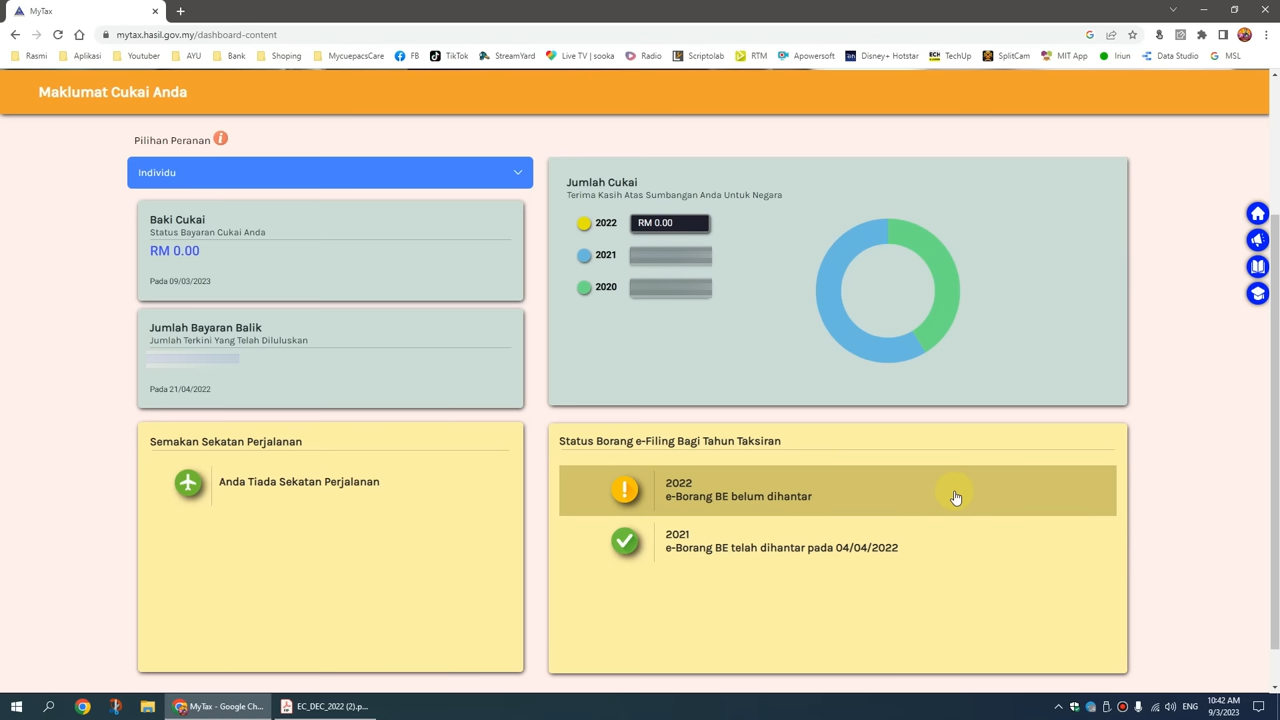 MyTax
mytax.hasil.gov.my/dashboard-content
Rasmi
Aplikasi
Youtuber
AYU
Bank
Shoping
MycuepacsCare
FB
TikTok
StreamYard
Live TV | sooka
Radio
Scriptolab
RTM
Apowersoft
Disney+ Hotstar
TechUp
SplitCam
MIT App
Iriun
Data Studio
MSL
Maklumat Cukai Anda
Pilihan Peranan
Individu
Baki Cukai
Status Bayaran Cukai Anda
RM 0.00
Pada 09/03/2023
Jumlah Bayaran Balik
Jumlah Terkini Yang Telah Diluluskan
Pada 21/04/2022
Jumlah Cukai
Terima Kasih Atas Sumbangan Anda Untuk Negara
2022 RM 0.00
2021
2020
Semakan Sekatan Perjalanan
Anda Tiada Sekatan Perjalanan
Status Borang e-Filing Bagi Tahun Taksiran
2022
e-Borang BE belum dihantar
2021
e-Borang BE telah dihantar pada 04/04/2022
MyTax - Google Ch...
EC_DEC_2022 (2).p...
ENG
10:42 AM
9/3/2023